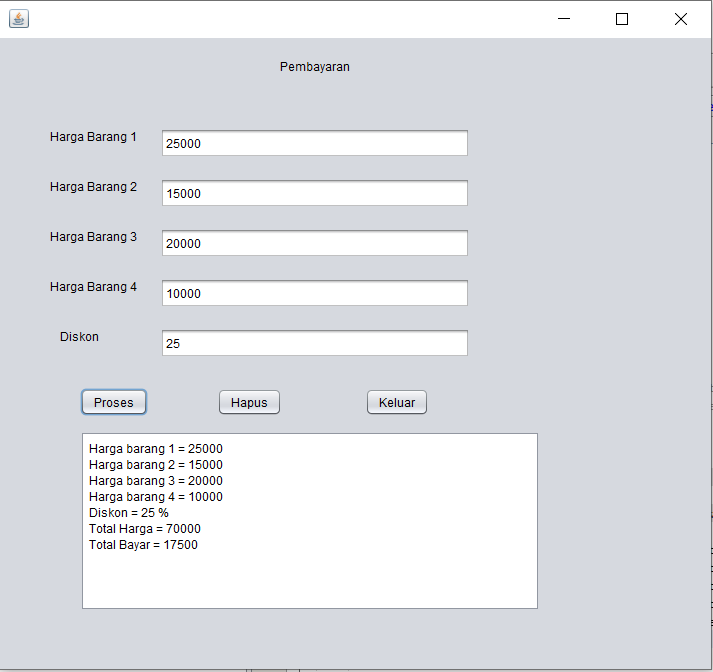 Pembayaran
Harga Barang 1 25000
Harga Barang 2 15000
Harga Barang 3 20000
Harga Barang 4 10000
Diskon 25
Proses Hapus Keluar
Harga barang 1 = 25000
Harga barang 2 = 15000
Harga barang 3 = 20000
Harga barang 4 = 10000
Diskon = 25 %
Total Harga = 70000
Total Bayar = 17500